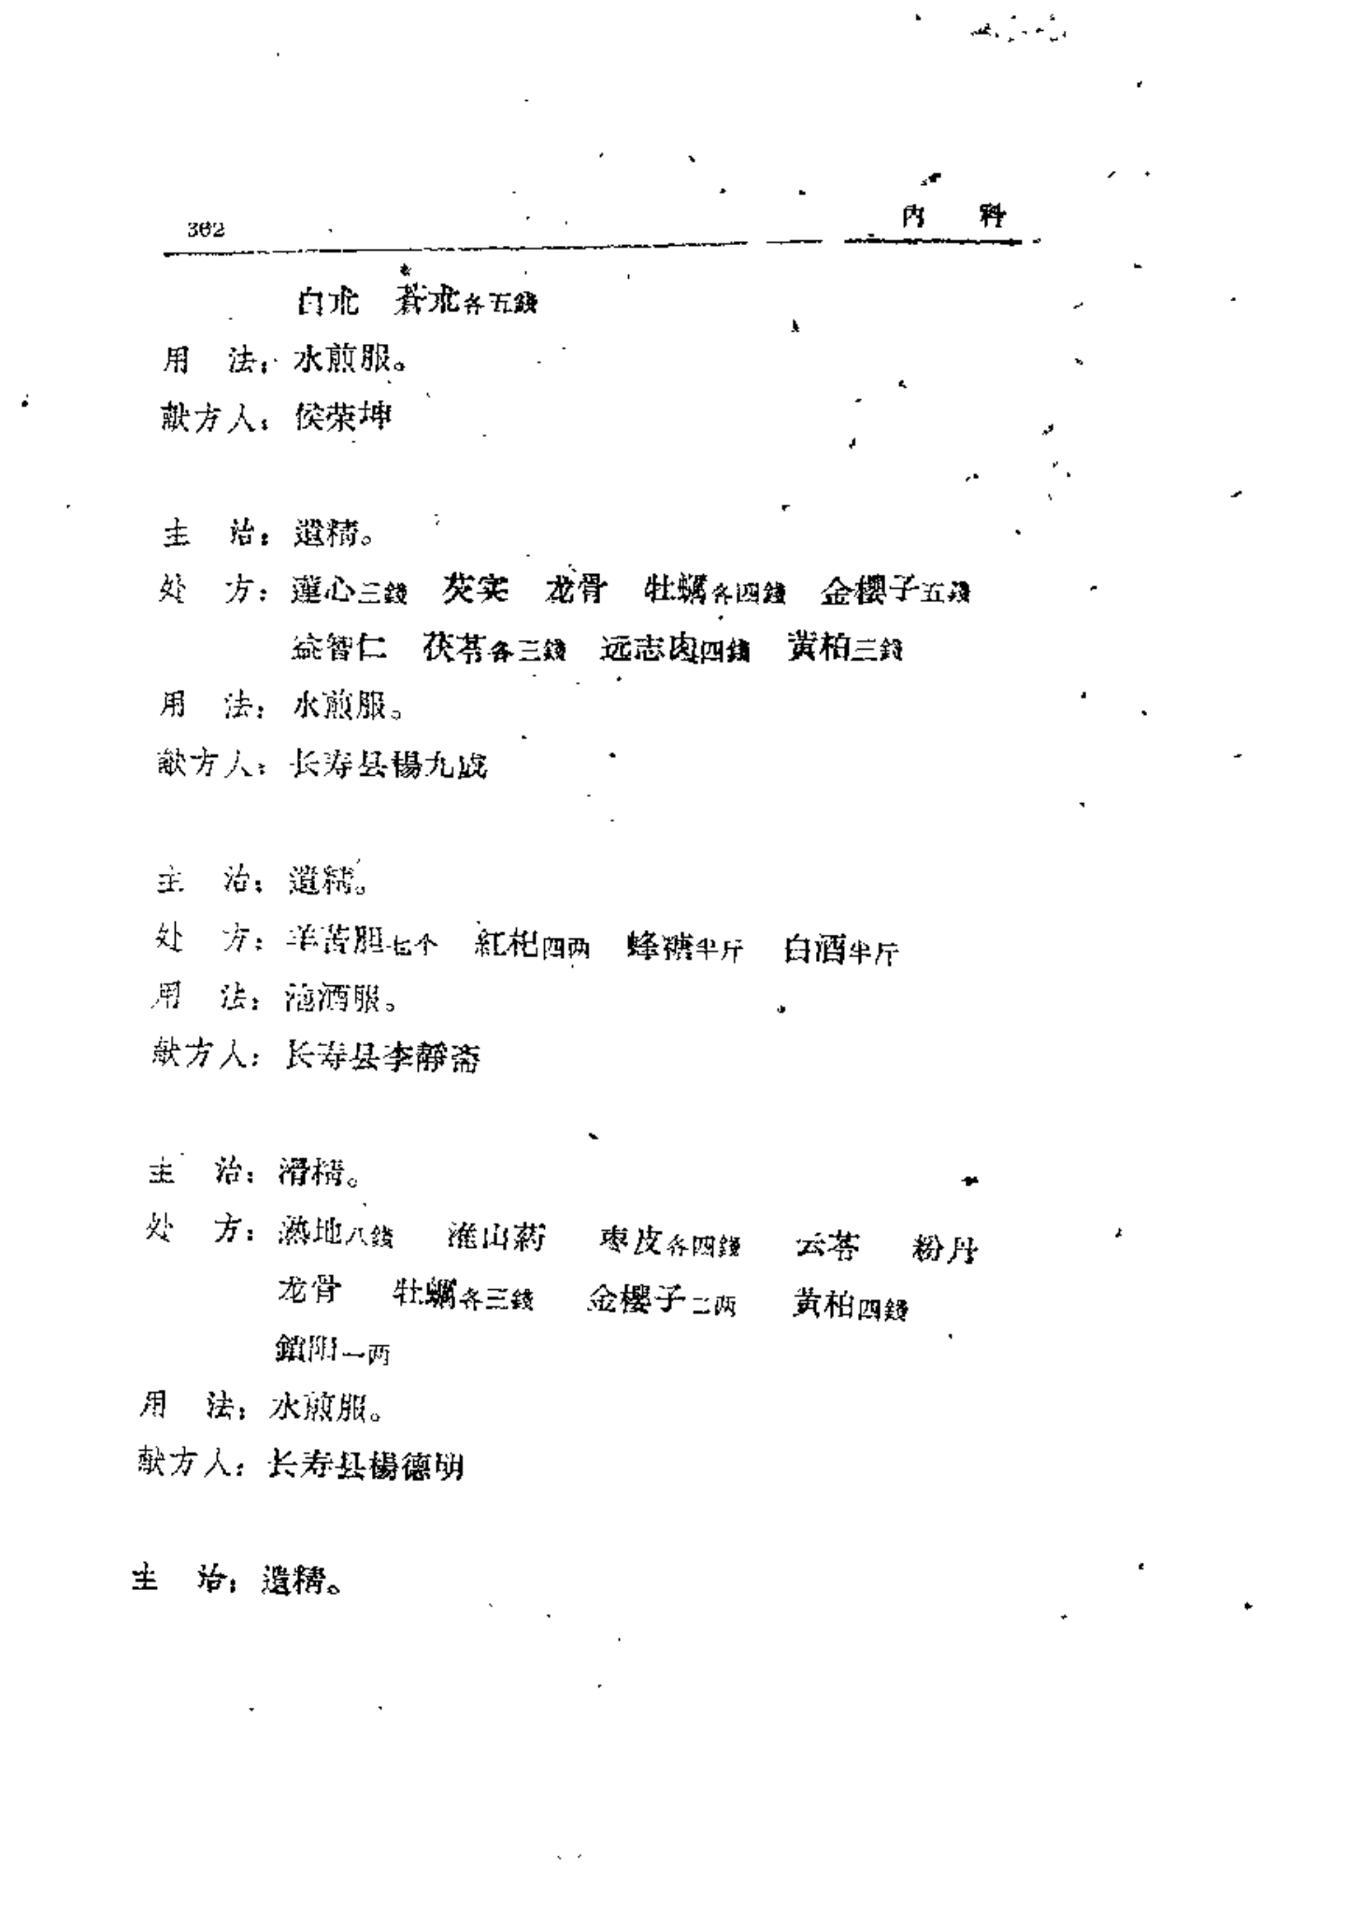 362
内　科
白朮　蒼朮各五錢
用　法：水煎服。
献方人：侯荣坤
主　治：遺精。
处　方：蓮心三錢　芡实　龙骨　牡蠣各四錢　金櫻子五錢
益智仁　茯苓各三錢　远志肉四錢　黄柏三錢
用　法：水煎服。
献方人：长寿县楊九成
主　治：遺精。
处　方：羊苦胆七个　紅杞四两　蜂糖半斤　白酒半斤
用　法：泡酒服。
献方人：长寿县李靜斋
主　治：滑精。
处　方：熟地八錢　淮山葯　枣皮各四錢　云苓　粉丹
龙骨　牡蠣各三錢　金櫻子二两　黄柏四錢
鎖阳一两
用　法：水煎服。
献方人：长寿县楊德明
主　治：遺精。